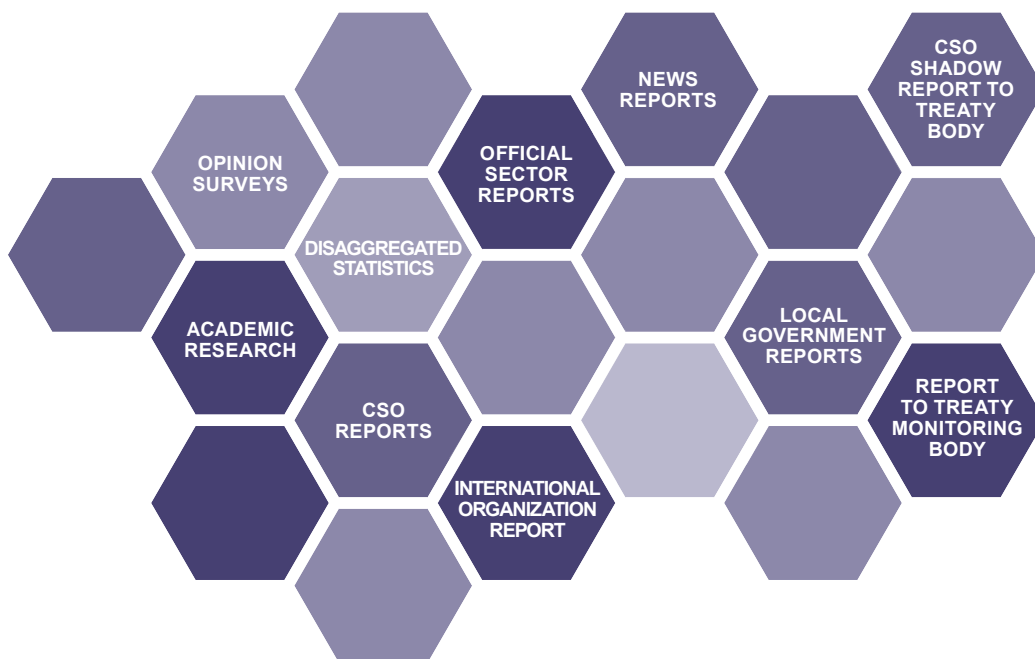 NEWS
REPORTS
CSO
SHADOW
REPORT TO
TREATY
BODY
OPINION
SURVEYS
OFFICIAL
SECTOR
REPORTS
DISAGGREGATED
STATISTICS
ACADEMIC
RESEARCH
LOCAL
GOVERNMENT
REPORTS
CSO
REPORTS
REPORT
TO TREATY
MONITORING
BODY
INTERNATIONAL
ORGANIZATION
REPORT